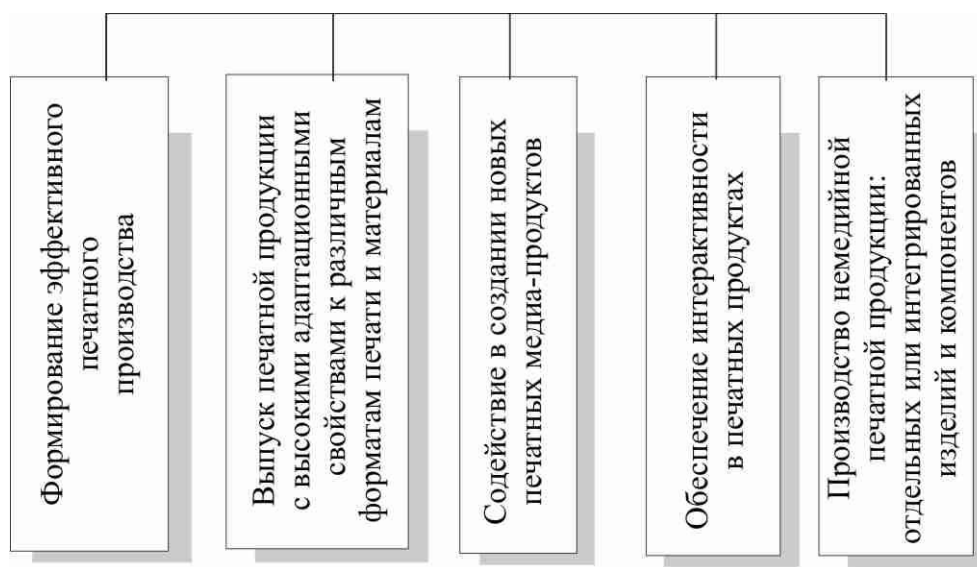 Формирование эффективного
печатного
производства
Выпуск печатной продукции
с высокими адаптационными
свойствами к различным
форматам печати и материалам
Содействие в создании новых
печатных медиа-продуктов
Обеспечение интерактивности
в печатных продуктах
Производство немедийной
печатной продукции:
отдельных или интегрированных
изделий и компонентов